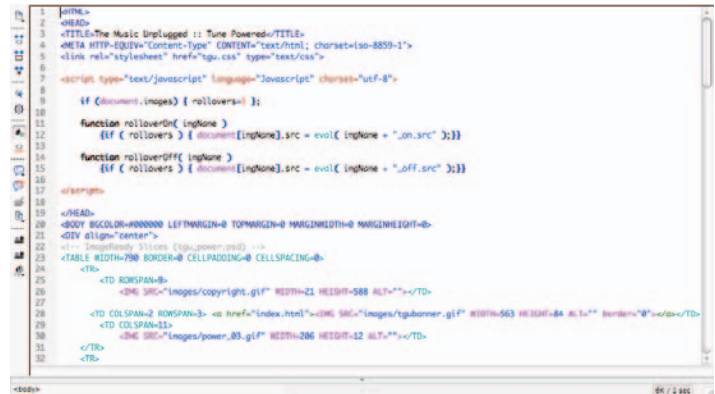 1 <HTML>
2 <HEAD>
3 <TITLE>The Music Unplugged :: Tune Powered</TITLE>
4 <META HTTP-EQUIV="Content-Type" CONTENT="text/html; charset=iso-8859-1">
5 <link rel="stylesheet" href="tgu.css" type="text/css">
6
7 <script type="text/javascript" language="Javascript" charset="utf-8">
8
9 if (document.images) { rollovers=1 };
10
11 function rolloverOn( imgName )
12 {if ( rollovers ) { document[imgName].src = eval( imgName + "_on.src" );}}
13
14 function rolloverOff( imgName )
15 {if ( rollovers ) { document[imgName].src = eval( imgName + "_off.src" );}}
16
17 </script>
18
19 </HEAD>
20 <BODY BGCOLOR=#000000 LEFTMARGIN=0 TOPMARGIN=0 MARGINWIDTH=0 MARGINHEIGHT=0>
21 <DIV align="center">
22 <!-- ImageReady Slices (tgu_power.psd) -->
23 <TABLE WIDTH=790 BORDER=0 CELLPADDING=0 CELLSPACING=0>
24 <TR>
25 <TD ROWSPAN=9>
26 <IMG SRC="images/copyright.gif" WIDTH=21 HEIGHT=588 ALT=""></TD>
27
28 <TD COLSPAN=2 ROWSPAN=3> <a href="index.html"><IMG SRC="images/tgubanner.gif" WIDTH=563 HEIGHT=84 ALT="" border="0"></a></TD>
29 <TD COLSPAN=11>
30 <IMG SRC="images/power_03.gif" WIDTH=206 HEIGHT=12 ALT=""></TD>
31 </TR>
32 <TR>
<body> 6K / 1 sec